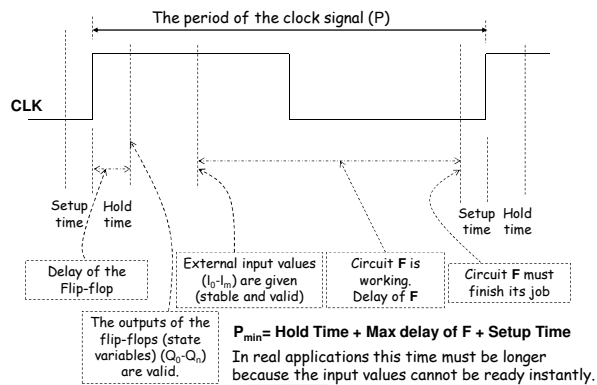 The period of the clock signal (P)
CLK
Setup
time
Hold
time
Setup
time
Hold
time
Delay of the
Flip-flop
The outputs of the
flip-flops (state
variables) (Q0-Qn)
are valid.
External input values
(I0-Im) are given
(stable and valid)
Circuit F is
working.
Delay of F
Circuit F must
finish its job
Pmin= Hold Time + Max delay of F + Setup Time
In real applications this time must be longer
because the input values cannot be ready instantly.